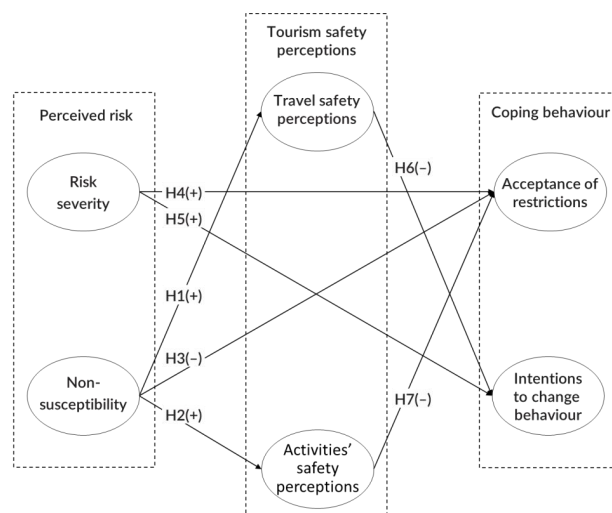 Tourism safety
perceptions
Perceived risk
Travel safety
perceptions
Coping behaviour
Risk
severity
H4(+)
H5(+)
H6(–)
Acceptance of
restrictions
H1(+)
H3(–)
Non-
susceptibility
H2(+)
H7(–)
Intentions
to change
behaviour
Activities'
safety
perceptions